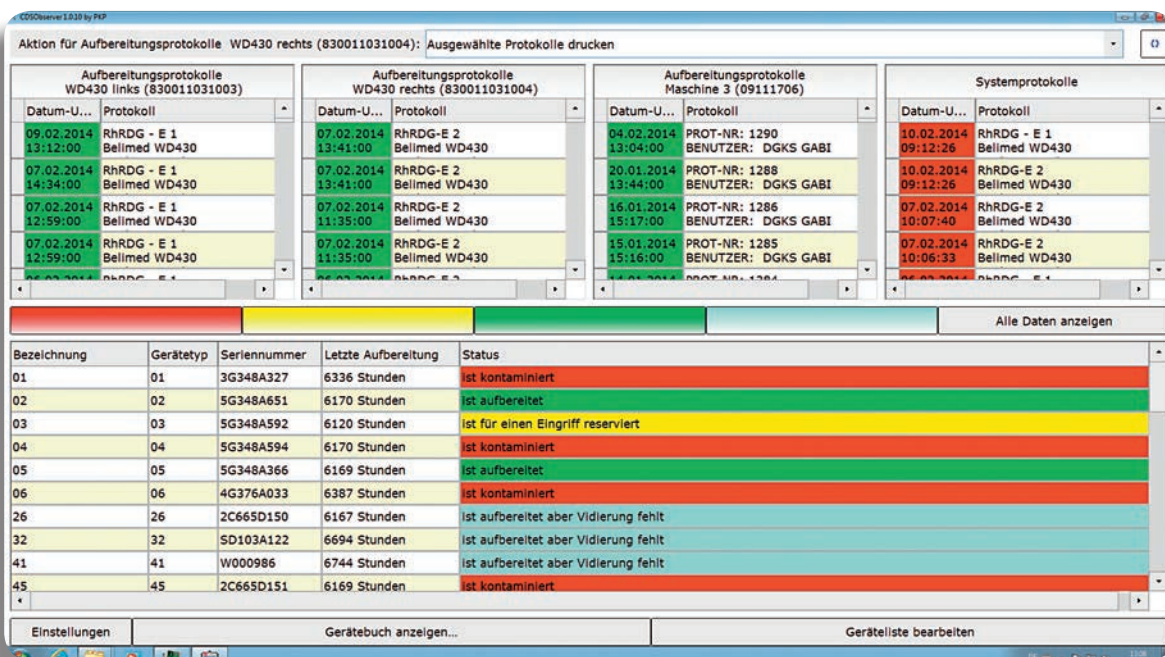 CDSObserver 1.0.10 by PKP
Aktion für Aufbereitungsprotokolle WD430 rechts (830011031004): Ausgewählte Protokolle drucken
Aufbereitungsprotokolle
WD430 links (830011031003)
Datum-U... Protokoll
09.02.2014 RhRDG - E 1
13:12:00 Belimed WD430
07.02.2014 RhRDG - E 1
14:34:00 Belimed WD430
07.02.2014 RhRDG - E 1
12:59:00 Belimed WD430
07.02.2014 RhRDG - E 1
12:59:00 Belimed WD430
Aufbereitungsprotokolle
WD430 rechts (830011031004)
Datum-U... Protokoll
07.02.2014 RhRDG-E 2
13:41:00 Belimed WD430
07.02.2014 RhRDG-E 2
13:41:00 Belimed WD430
07.02.2014 RhRDG-E 2
11:35:00 Belimed WD430
07.02.2014 RhRDG-E 2
11:35:00 Belimed WD430
Aufbereitungsprotokolle
Maschine 3 (09111706)
Datum-U... Protokoll
04.02.2014 PROT-NR: 1290
13:04:00 BENUTZER: DGKS GABI
20.01.2014 PROT-NR: 1288
13:44:00 BENUTZER: DGKS GABI
16.01.2014 PROT-NR: 1286
15:17:00 BENUTZER: DGKS GABI
15.01.2014 PROT-NR: 1285
15:16:00 BENUTZER: DGKS GABI
Systemprotokolle
Datum-U... Protokoll
10.02.2014 RhRDG - E 1
09:12:26 Belimed WD430
10.02.2014 RhRDG-E 2
09:12:26 Belimed WD430
07.02.2014 RhRDG-E 2
10:07:40 Belimed WD430
07.02.2014 RhRDG-E 2
10:06:33 Belimed WD430
Alle Daten anzeigen
Bezeichnung Gerätetyp Seriennummer Letzte Aufbereitung Status
01 01 3G348A327 6336 Stunden ist kontaminiert
02 02 5G348A651 6170 Stunden ist aufbereitet
03 03 5G348A592 6120 Stunden ist für einen Eingriff reserviert
04 04 5G348A594 6170 Stunden ist kontaminiert
05 05 5G348A366 6169 Stunden ist aufbereitet
06 06 4G376A033 6387 Stunden ist kontaminiert
26 26 2C665D150 6167 Stunden ist aufbereitet aber Vidierung fehlt
32 32 SD103A122 6694 Stunden ist aufbereitet aber Vidierung fehlt
41 41 W000986 6744 Stunden ist aufbereitet aber Vidierung fehlt
45 45 2C665D151 6169 Stunden ist kontaminiert
Einstellungen Gerätebuch anzeigen... Geräteliste bearbeiten